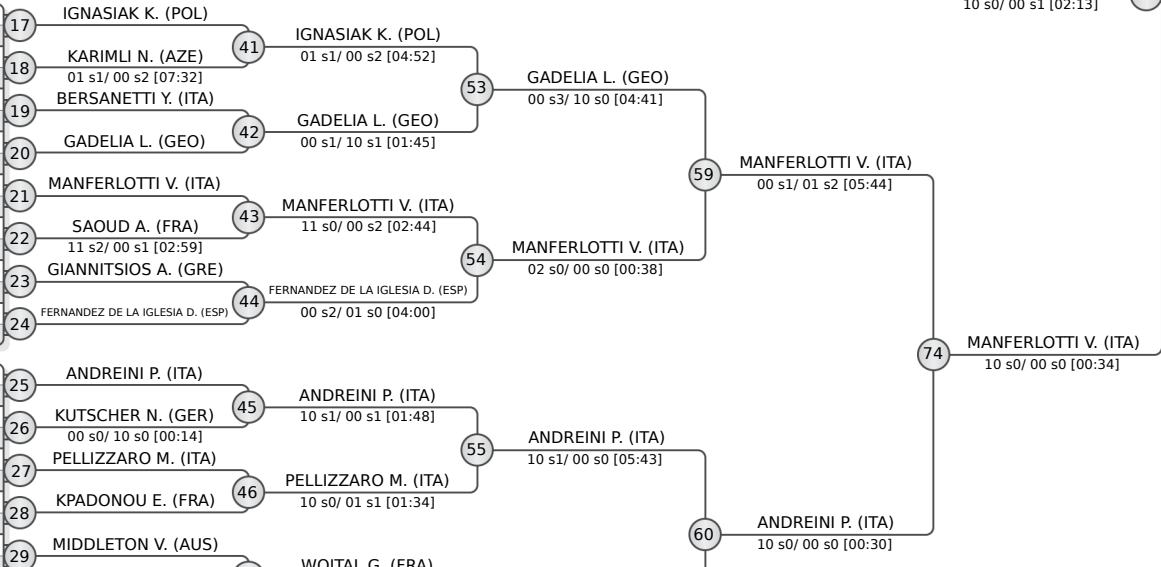 10 s0/ 00 s1 [02:13]
17
IGNASIAK K. (POL)
18
KARIMLI N. (AZE)
01 s1/ 00 s2 [07:32]
19
BERSANETTI Y. (ITA)
20
GADELIA L. (GEO)
21
MANFERLOTTI V. (ITA)
22
SAOUD A. (FRA)
11 s2/ 00 s1 [02:59]
23
GIANNITSIOS A. (GRE)
24
FERNANDEZ DE LA IGLESIA D. (ESP)
25
ANDREINI P. (ITA)
26
KUTSCHER N. (GER)
00 s0/ 10 s0 [00:14]
27
PELLIZZARO M. (ITA)
28
KPADONOU E. (FRA)
29
MIDDLETON V. (AUS)
41
IGNASIAK K. (POL)
01 s1/ 00 s2 [04:52]
42
GADELIA L. (GEO)
00 s1/ 10 s1 [01:45]
43
MANFERLOTTI V. (ITA)
11 s0/ 00 s2 [02:44]
44
FERNANDEZ DE LA IGLESIA D. (ESP)
00 s2/ 01 s0 [04:00]
45
ANDREINI P. (ITA)
10 s1/ 00 s1 [01:48]
46
PELLIZZARO M. (ITA)
10 s0/ 01 s1 [01:34]
WOITAL G. (FRA)
53
GADELIA L. (GEO)
00 s3/ 10 s0 [04:41]
54
MANFERLOTTI V. (ITA)
02 s0/ 00 s0 [00:38]
55
ANDREINI P. (ITA)
10 s1/ 00 s0 [05:43]
59
MANFERLOTTI V. (ITA)
00 s1/ 01 s2 [05:44]
60
ANDREINI P. (ITA)
10 s0/ 00 s0 [00:30]
74
MANFERLOTTI V. (ITA)
10 s0/ 00 s0 [00:34]